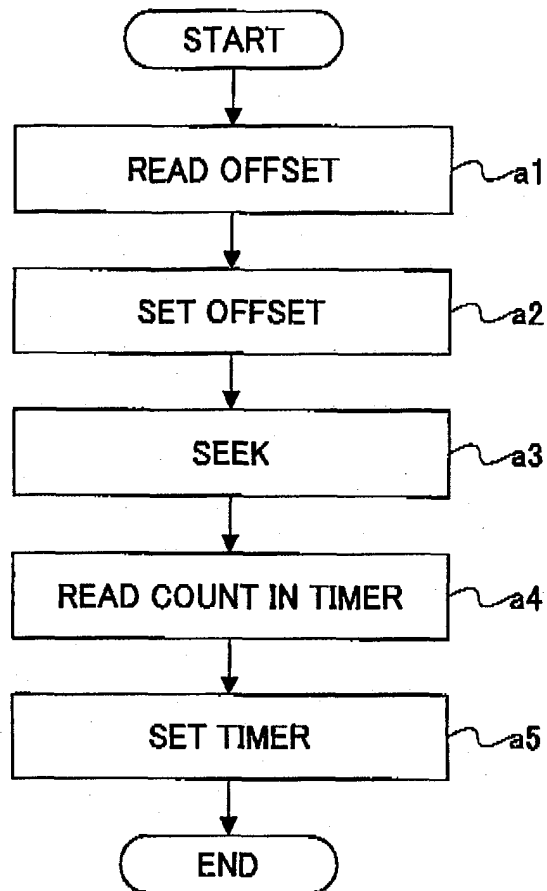 START
READ OFFSET
a1
SET OFFSET
a2
SEEK
a3
READ COUNT IN TIMER
a4
SET TIMER
a5
END